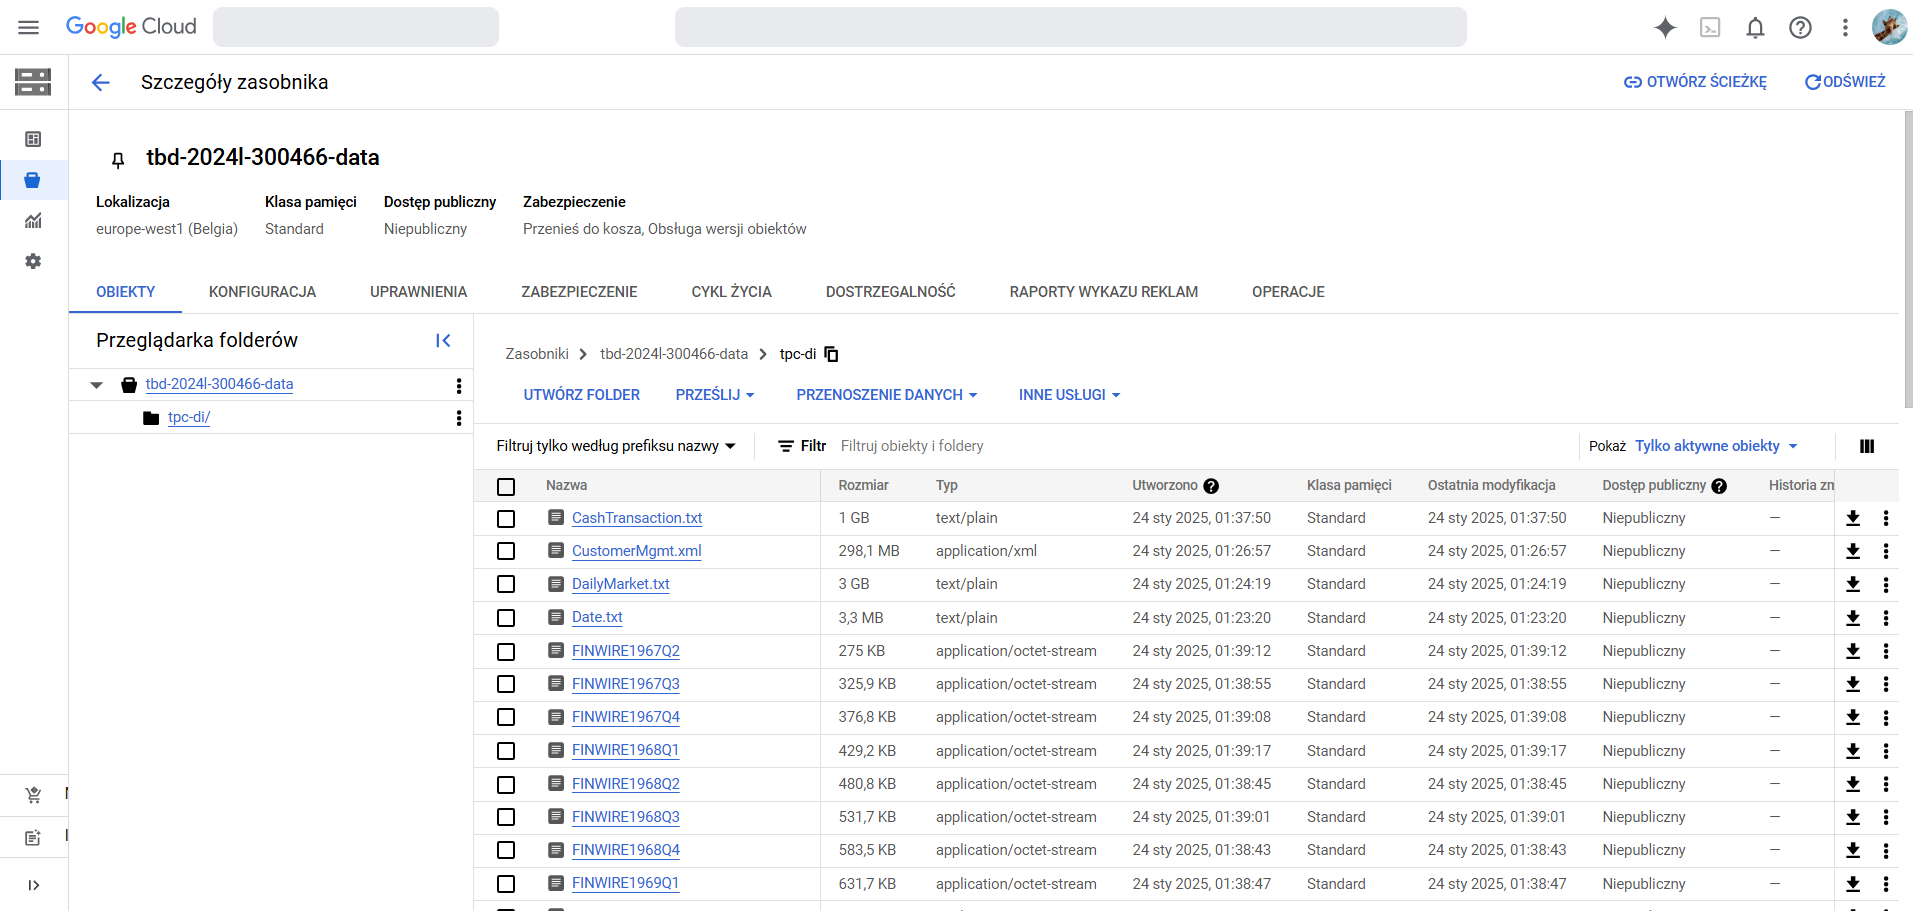 Google Cloud
Szczegóły zasobnika
OTWÓRZ ŚCIEŻKĘ
ODŚWIEŻ
tbd-2024l-300466-data
Lokalizacja Klasa pamięci Dostęp publiczny Zabezpieczenie
europe-west1 (Belgia) Standard Niepubliczny Przenieś do kosza, Obsługa wersji obiektów
OBIEKTY KONFIGURACJA UPRAWNIENIA ZABEZPIECZENIE CYKL ŻYCIA DOSTRZEGALNOŚĆ RAPORTY WYKAZU REKLAM OPERACJE
Przeglądarka folderów
tbd-2024l-300466-data
tpc-di/
Zasobniki tbd-2024l-300466-data tpc-di
UTWÓRZ FOLDER PRZEŚLIJ PRZENOSZENIE DANYCH INNE USŁUGI
Filtruj tylko według prefiksu nazwy Filtr Filtruj obiekty i foldery Pokaż Tylko aktywne obiekty
Nazwa Rozmiar Typ Utworzono Klasa pamięci Ostatnia modyfikacja Dostęp publiczny Historia
CashTransaction.txt 1 GB text/plain 24 sty 2025, 01:37:50 Standard 24 sty 2025, 01:37:50 Niepubliczny —
CustomerMgmt.xml 298,1 MB application/xml 24 sty 2025, 01:26:57 Standard 24 sty 2025, 01:26:57 Niepubliczny —
DailyMarket.txt 3 GB text/plain 24 sty 2025, 01:24:19 Standard 24 sty 2025, 01:24:19 Niepubliczny —
Date.txt 3,3 MB text/plain 24 sty 2025, 01:23:20 Standard 24 sty 2025, 01:23:20 Niepubliczny —
FINWIRE1967Q2 275 KB application/octet-stream 24 sty 2025, 01:39:12 Standard 24 sty 2025, 01:39:12 Niepubliczny —
FINWIRE1967Q3 325,9 KB application/octet-stream 24 sty 2025, 01:38:55 Standard 24 sty 2025, 01:38:55 Niepubliczny —
FINWIRE1967Q4 376,8 KB application/octet-stream 24 sty 2025, 01:39:08 Standard 24 sty 2025, 01:39:08 Niepubliczny —
FINWIRE1968Q1 429,2 KB application/octet-stream 24 sty 2025, 01:39:17 Standard 24 sty 2025, 01:39:17 Niepubliczny —
FINWIRE1968Q2 480,8 KB application/octet-stream 24 sty 2025, 01:38:45 Standard 24 sty 2025, 01:38:45 Niepubliczny —
FINWIRE1968Q3 531,7 KB application/octet-stream 24 sty 2025, 01:39:01 Standard 24 sty 2025, 01:39:01 Niepubliczny —
FINWIRE1968Q4 583,5 KB application/octet-stream 24 sty 2025, 01:38:43 Standard 24 sty 2025, 01:38:43 Niepubliczny —
FINWIRE1969Q1 631,7 KB application/octet-stream 24 sty 2025, 01:38:47 Standard 24 sty 2025, 01:38:47 Niepubliczny —